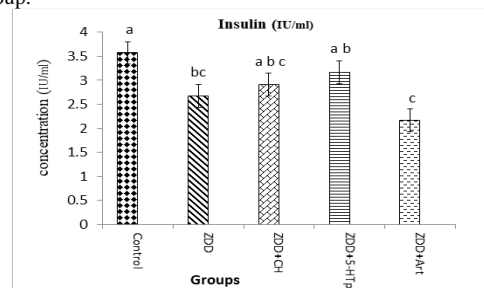 oup.
Insulin (IU/ml)
concentration (IU/ml)
4
3.5
3
2.5
2
1.5
1
0.5
0
a
bc
a b c
a b
c
Control
ZDD
ZDD+CH
ZDD+5-HTp
ZDD+Art
Groups